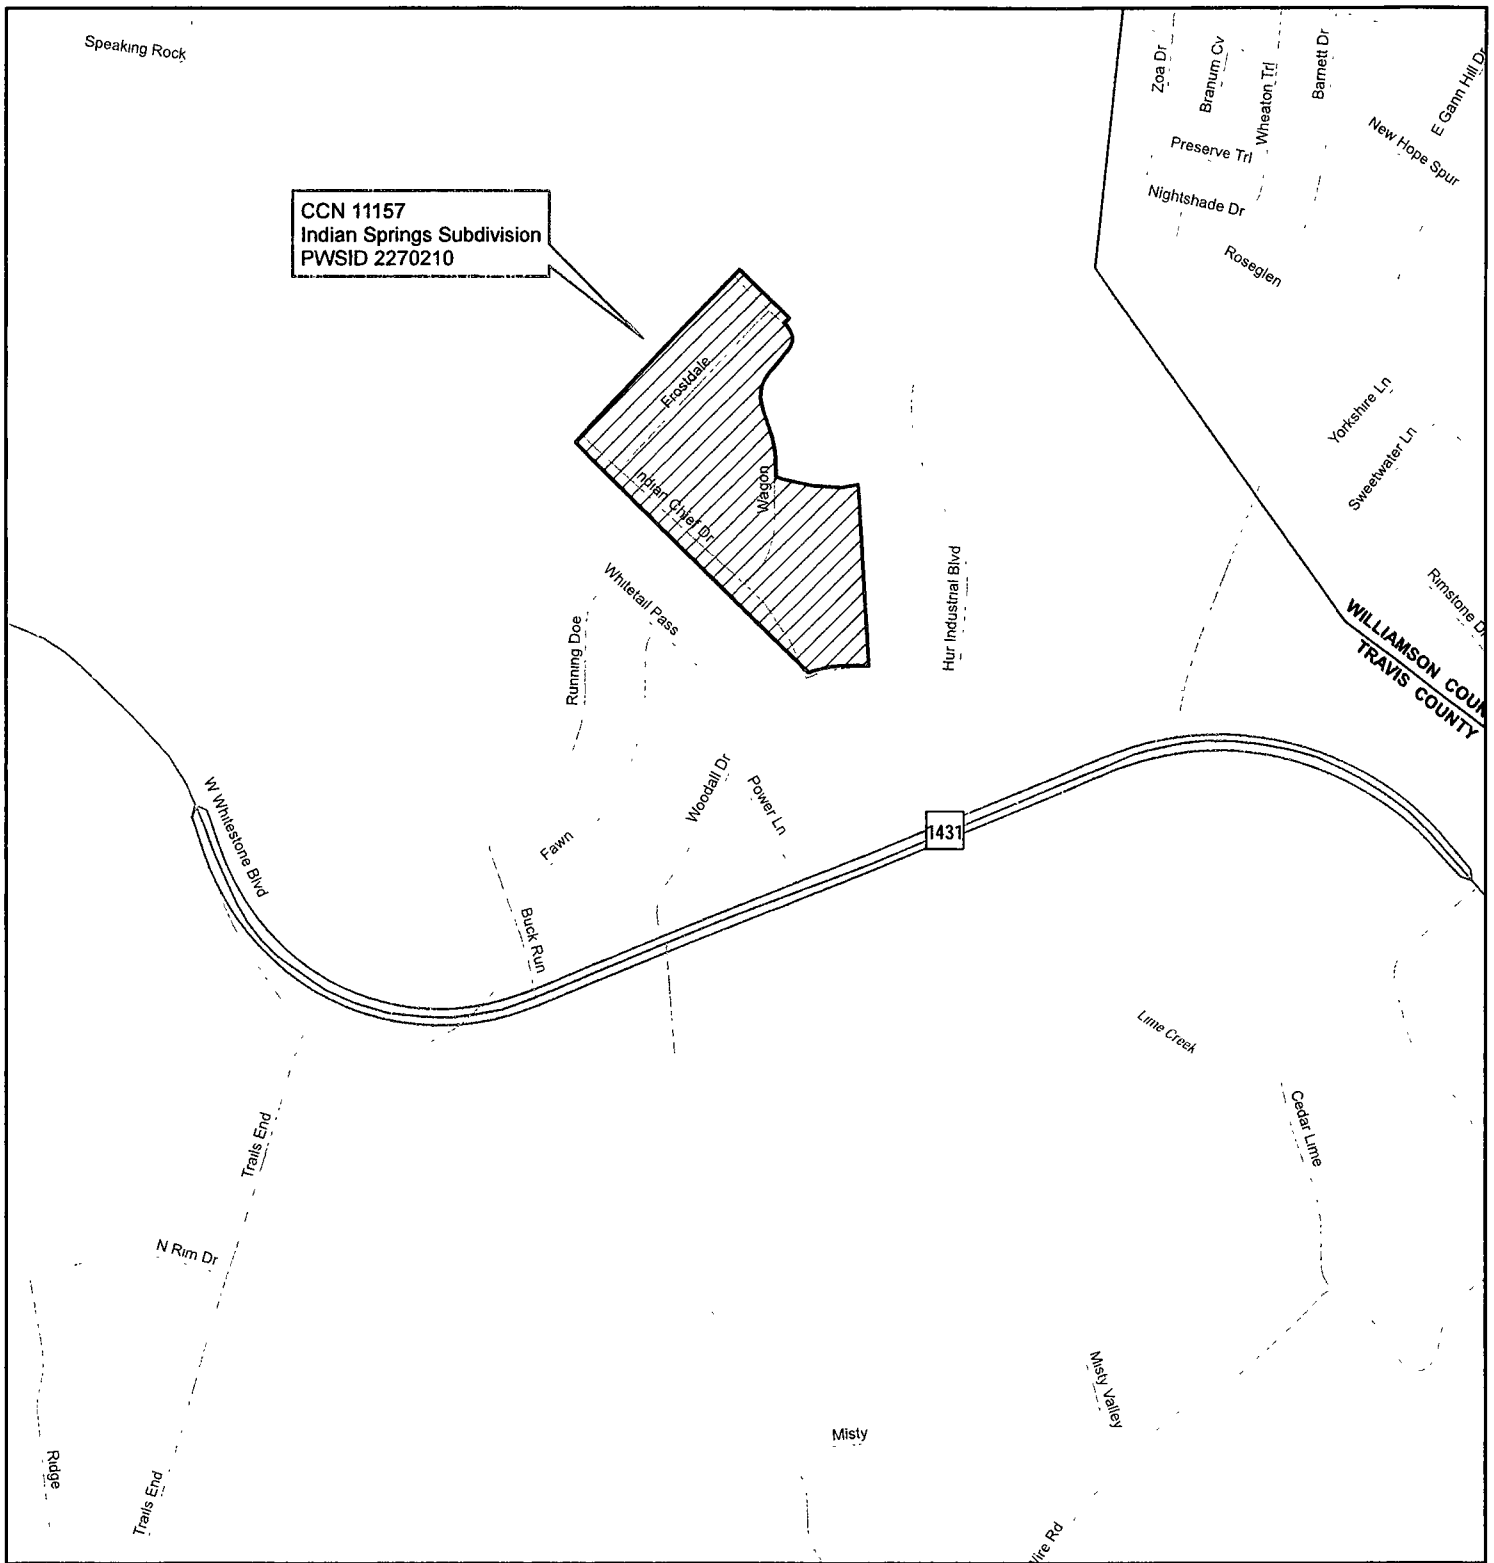 Speaking Rock
Zoa Dr
Branum Cv
Wheaton Trl
Barnett Dr
E Gann Hill Dr
New Hope Spur
Preserve Trl
Nightshade Dr
Roseglen
CCN 11157
Indian Springs Subdivision
PWSID 2270210
Frostdale
Indian Chief Dr
Wagon
Yorkshire Ln
Sweetwater Ln
Rimstone Dr
Whitetail Pass
Running Doe
Hur Industrial Blvd
WILLIAMSON COUN
TRAVIS COUNTY
W Whitestone Blvd
Woodall Dr
Power Ln
1431
Fawn
Buck Run
Lime Creek
Cedar Lime
Trails End
N Rim Dr
Misty Valley
Misty
Ridge
Trails End
Wire Rd